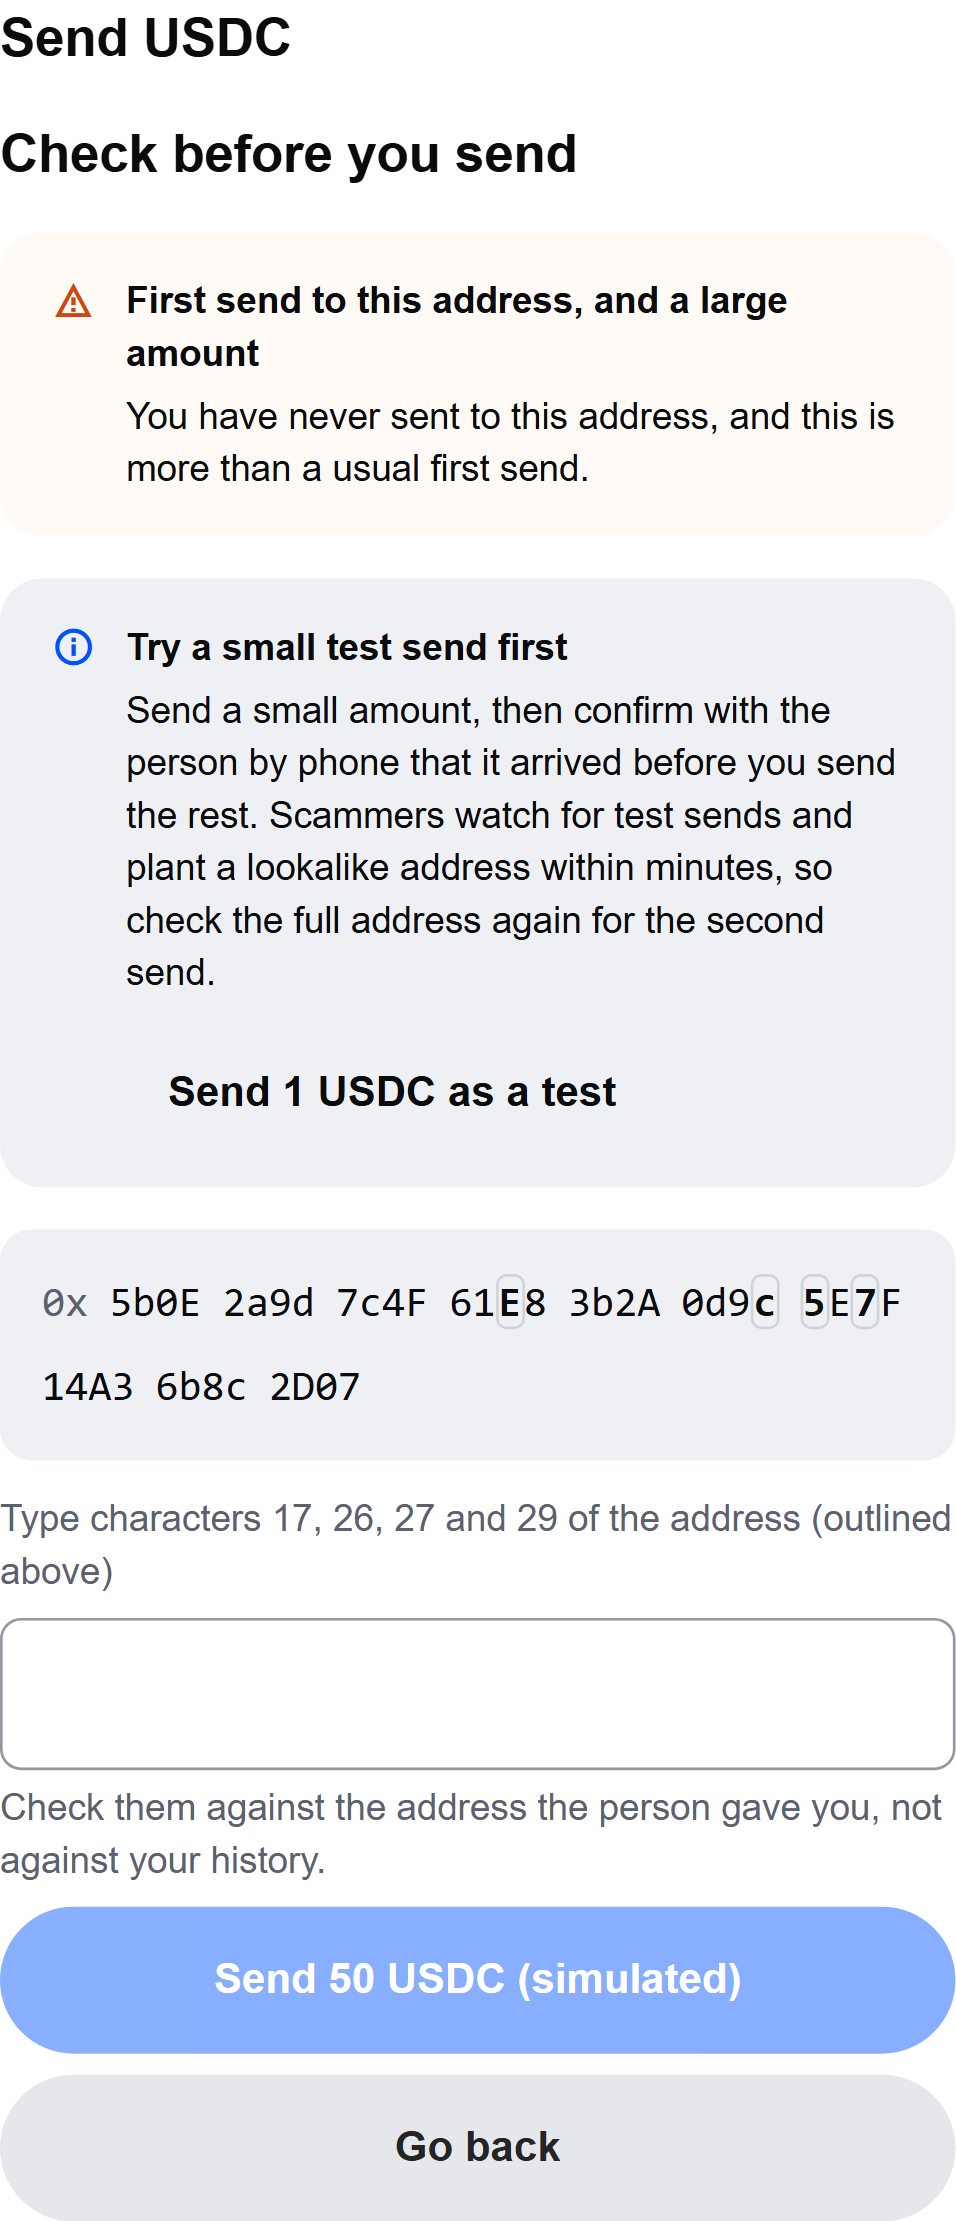 Send USDC
Check before you send
First send to this address, and a large
amount
You have never sent to this address, and this is
more than a usual first send.
Try a small test send first
Send a small amount, then confirm with the
person by phone that it arrived before you send
the rest. Scammers watch for test sends and
plant a lookalike address within minutes, so
check the full address again for the second
send.
Send 1 USDC as a test
0x 5b0E 2a9d 7c4F 61E8 3b2A 0d9c 5E7F
14A3 6b8c 2D07
Type characters 17, 26, 27 and 29 of the address (outlined
above)
Check them against the address the person gave you, not
against your history.
Send 50 USDC (simulated)
Go back